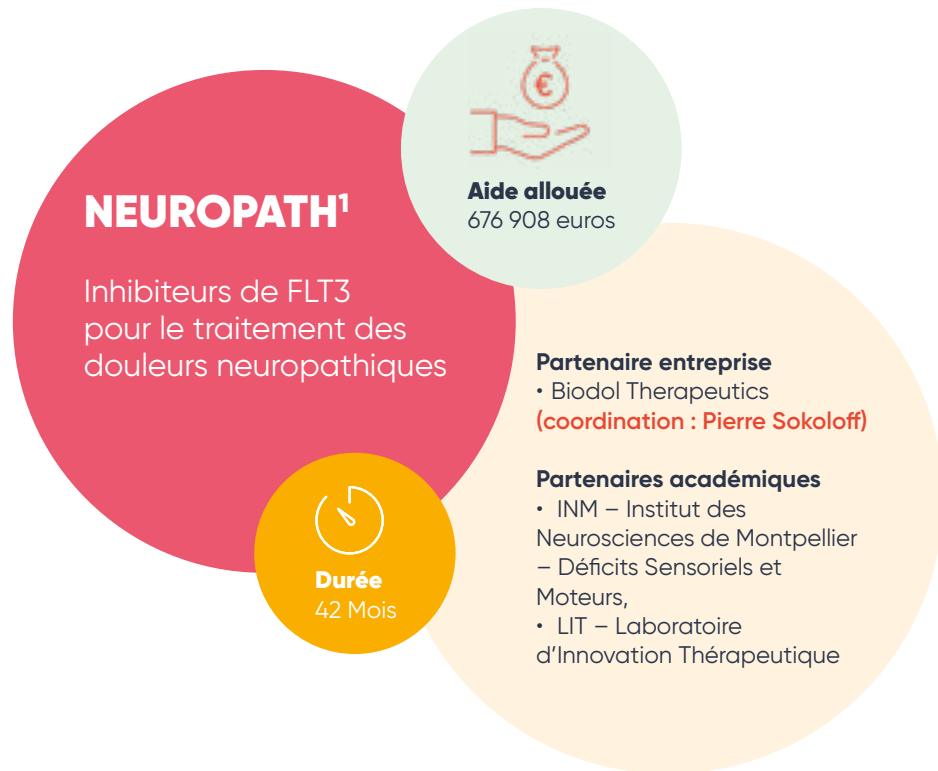 NEUROPATH¹
Inhibiteurs de FLT3
pour le traitement des
douleurs neuropathiques
€
Aide allouée
676 908 euros
Durée
42 Mois
Partenaire entreprise
• Biodol Therapeutics
(coordination : Pierre Sokoloff)
Partenaires académiques
• INM – Institut des
Neurosciences de Montpellier
– Déficits Sensoriels et
Moteurs,
• LIT – Laboratoire
d’Innovation Thérapeutique